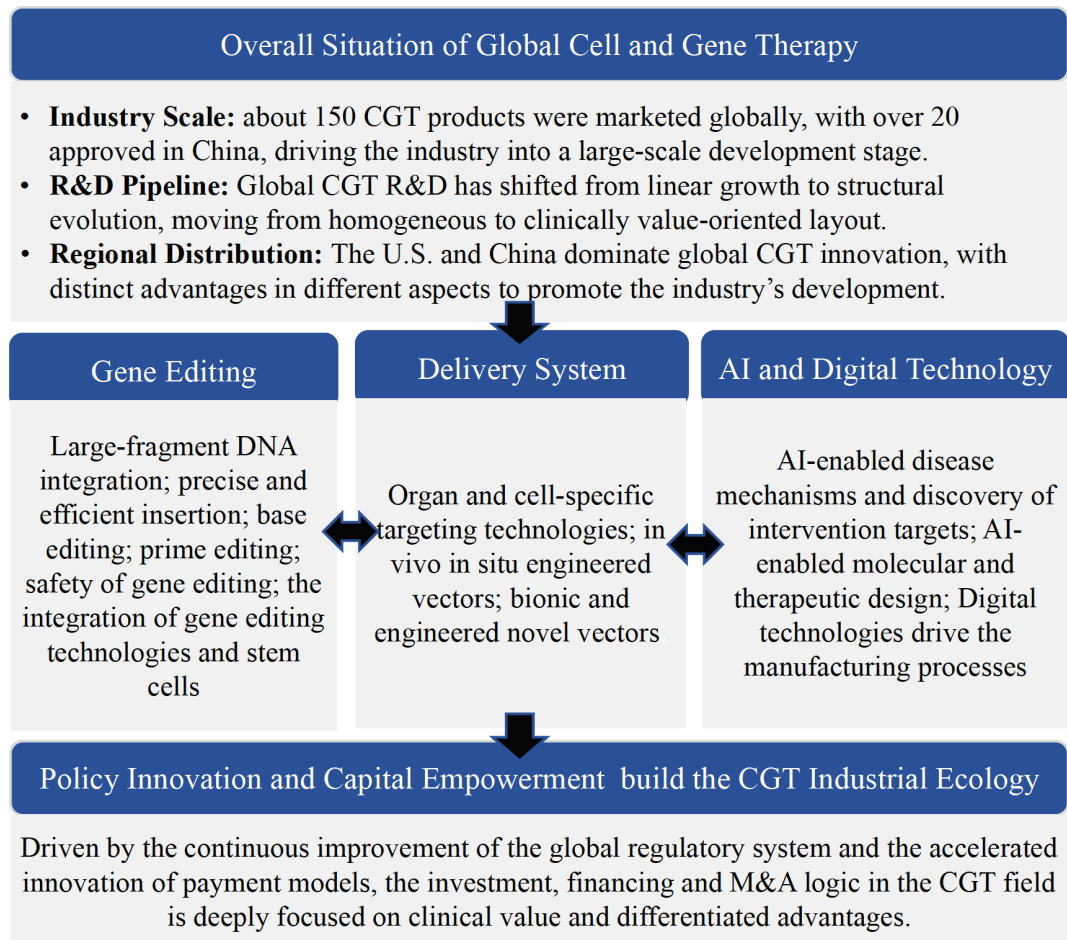 Overall Situation of Global Cell and Gene Therapy
• Industry Scale: about 150 CGT products were marketed globally, with over 20
approved in China, driving the industry into a large-scale development stage.
• R&D Pipeline: Global CGT R&D has shifted from linear growth to structural
evolution, moving from homogeneous to clinically value-oriented layout.
• Regional Distribution: The U.S. and China dominate global CGT innovation, with
distinct advantages in different aspects to promote the industry's development.
Gene Editing
Large-fragment DNA
integration; precise and
efficient insertion; base
editing; prime editing;
safety of gene editing; the
integration of gene editing
technologies and stem
cells
Delivery System
Organ and cell-specific
targeting technologies; in
vivo in situ engineered
vectors; bionic and
engineered novel vectors
AI and Digital Technology
AI-enabled disease
mechanisms and discovery of
intervention targets; AI-
enabled molecular and
therapeutic design; Digital
technologies drive the
manufacturing processes
Policy Innovation and Capital Empowerment build the CGT Industrial Ecology
Driven by the continuous improvement of the global regulatory system and the accelerated
innovation of payment models, the investment, financing and M&A logic in the CGT field
is deeply focused on clinical value and differentiated advantages.